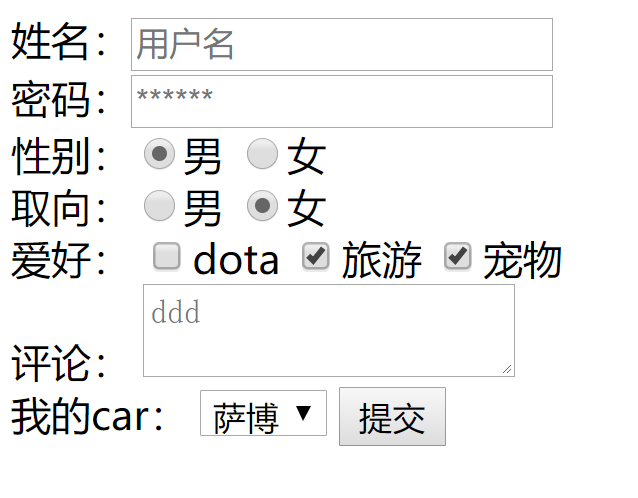 姓名：用户名
密码：******
性别：男 女
取向：男 女
爱好：dota 旅游 宠物
ddd
评论：
我的car：萨博 提交